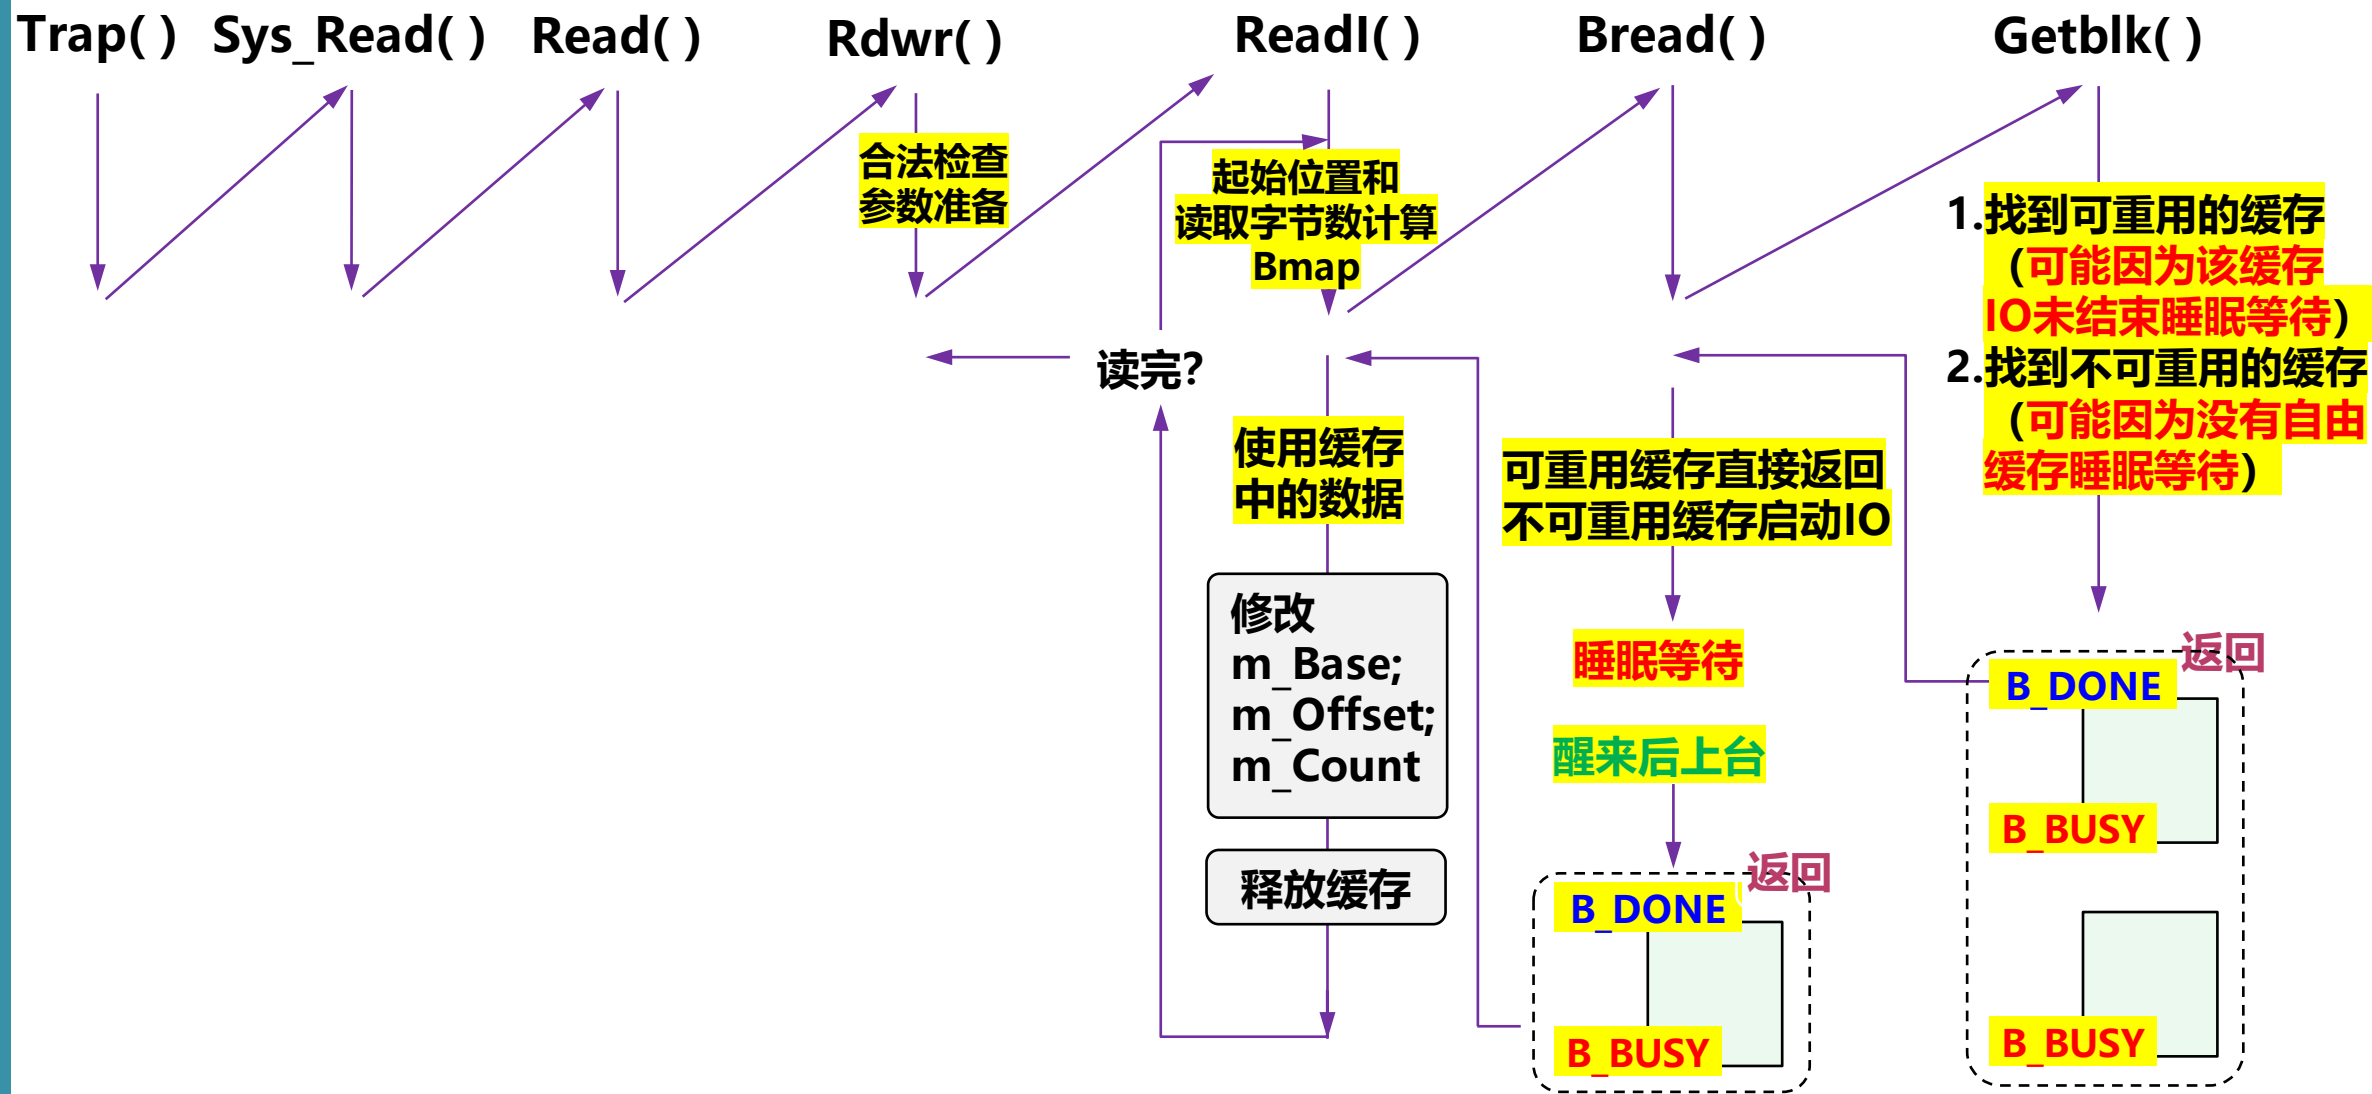 Trap( )
Sys_Read( )
Read( )
Rdwr( )
ReadI( )
Bread( )
Getblk( )
合法检查
参数准备
起始位置和
读取字节数计算
Bmap
1.找到可重用的缓存
（可能因为该缓存
IO未结束睡眠等待）
2.找到不可重用的缓存
（可能因为没有自由
缓存睡眠等待）
读完?
使用缓存
中的数据
可重用缓存直接返回
不可重用缓存启动IO
修改
m_Base;
m_Offset;
m_Count
睡眠等待
醒来后上台
释放缓存
返回
B_DONE
B_BUSY
返回
B_DONE
B_BUSY
B_BUSY